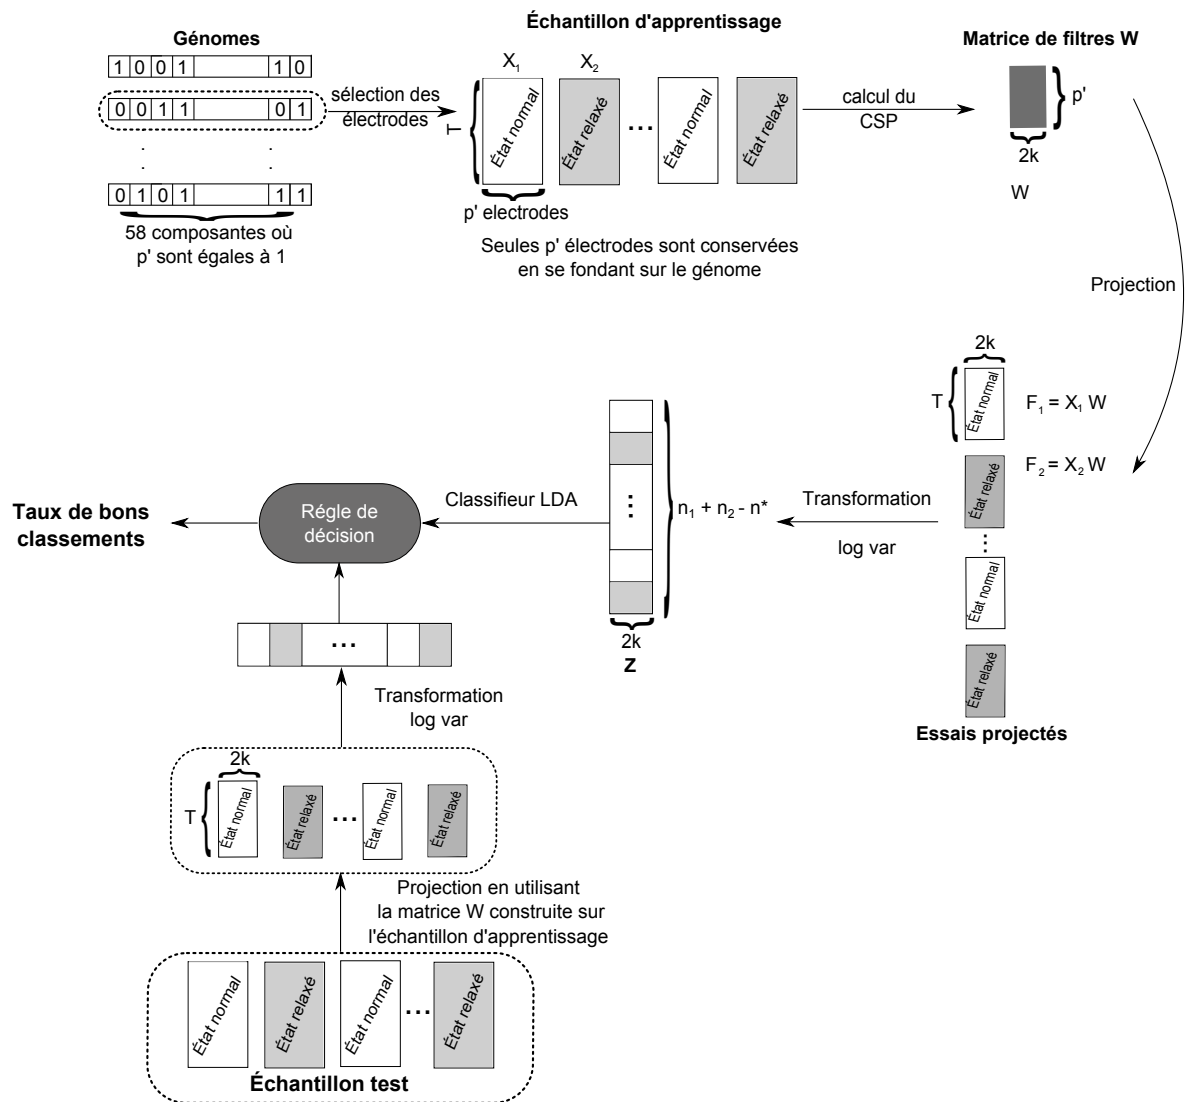 Échantillon d'apprentissage
Génomes
Matrice de filtres W
1 0 0 1 1 0
0 0 1 1 0 1
0 1 0 1 1 1
58 composantes où
p' sont égales à 1
sélection des
électrodes
X1 X2
T
État normal
État relaxé
...
État normal
État relaxé
p' electrodes
Seules p' électrodes sont conservées
en se fondant sur le génome
calcul du
CSP
p'
2k
W
Projection
2k
T
État normal
F1 = X1 W
État relaxé
F2 = X2 W
...
État normal
État relaxé
Essais projetés
Transformation
log var
n1 + n2 - n*
...
2k
Z
Classifieur LDA
Régle de
décision
Taux de bons
classements
...
Transformation
log var
2k
T
État normal
État relaxé
...
État normal
État relaxé
Projection en utilisant
la matrice W construite sur
l'échantillon d'apprentissage
État normal
État relaxé
État normal
...
État relaxé
Échantillon test